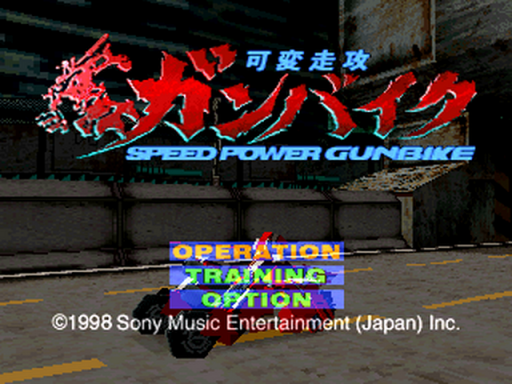 可変走攻
ガンバイク
SPEED POWER GUNBIKE
OPERATION
TRAINING
OPTION
©1998 Sony Music Entertainment (Japan) Inc.